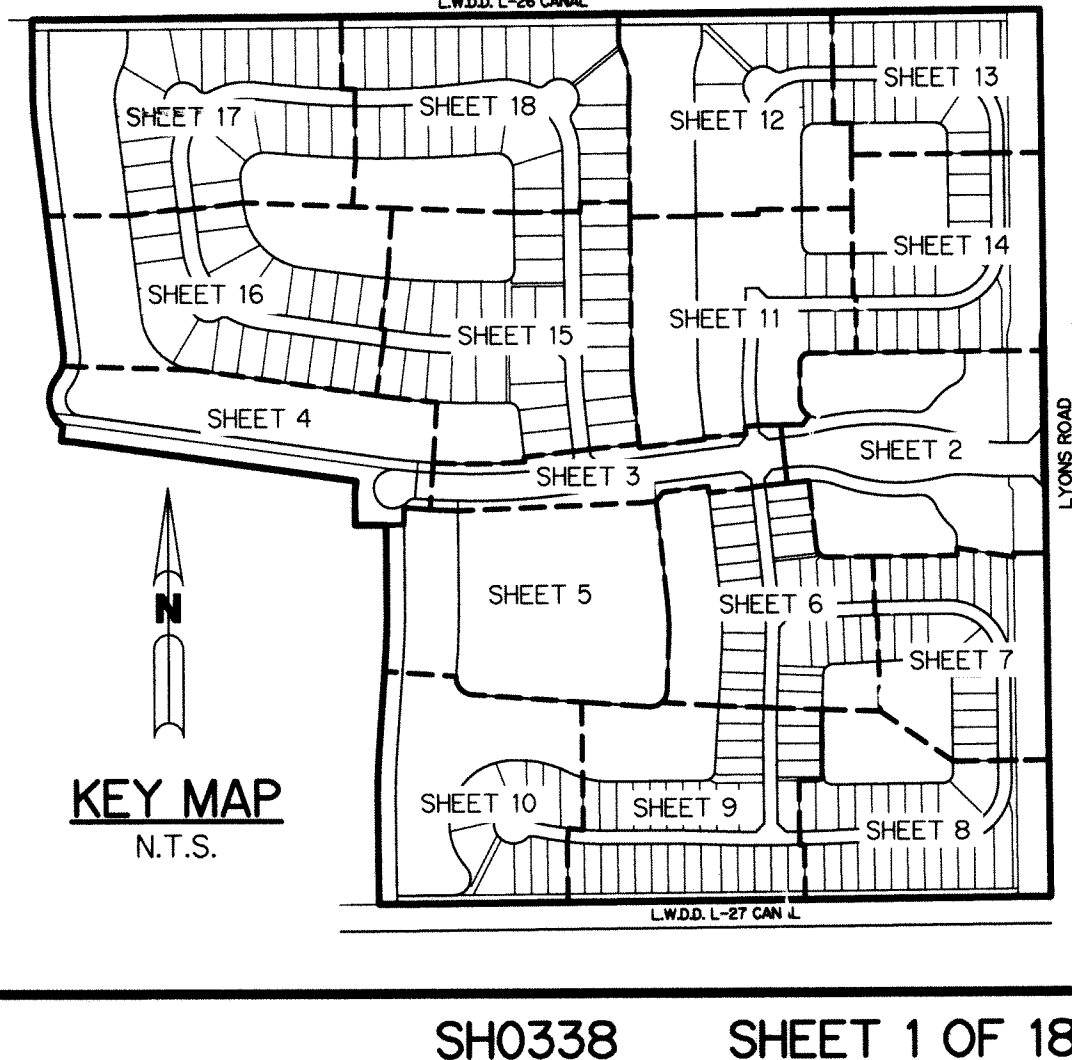 L.W.D.D. L-26 CANAL
SHEET 13
SHEET 18
SHEET 17
SHEET 12
SHEET 14
SHEET 16
SHEET 11
SHEET 15
SHEET 4
LYONS ROAD
SHEET 2
SHEET 3
SHEET 5
SHEET 6
N
SHEET 7
KEY MAP
N.T.S.
SHEET 10
SHEET 9
SHEET 8
L.W.D.D. L-27 CANAL
SH0338 SHEET 1 OF 18